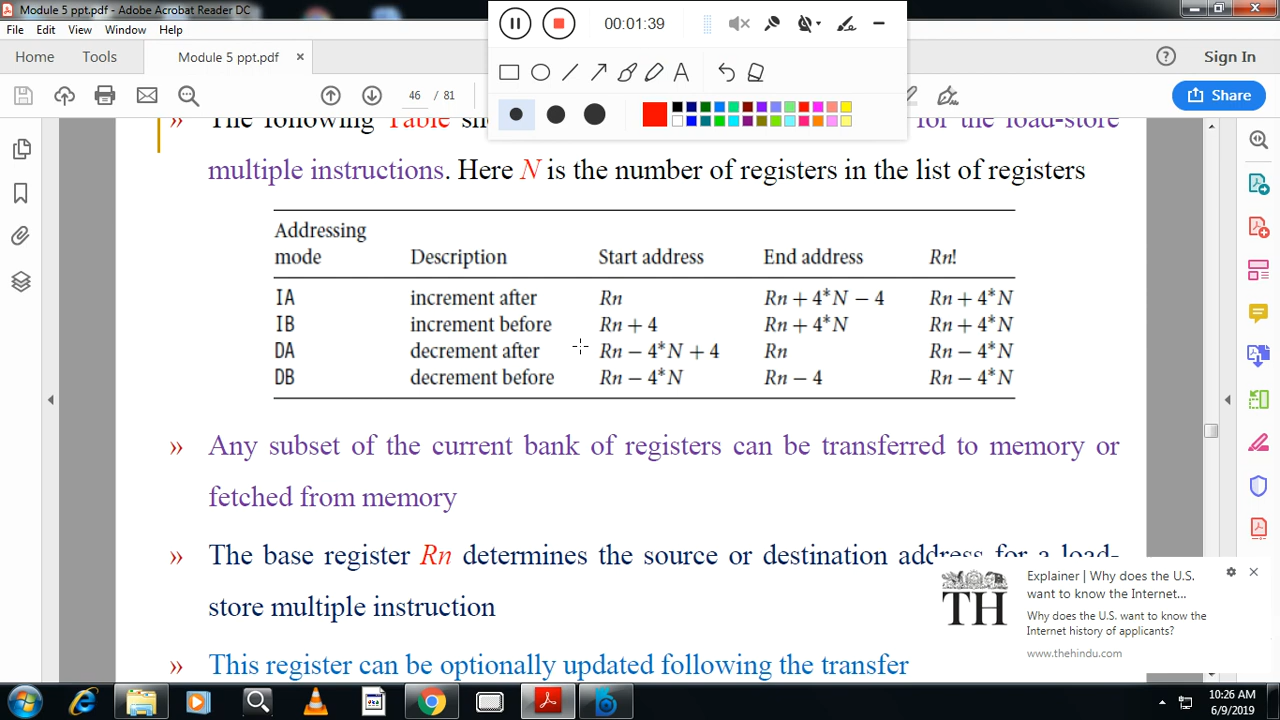 Module 5 ppt.pdf - Adobe Acrobat Reader DC
00:01:39
File Edit View Window Help
Home Tools Module 5 ppt.pdf × Sign In
46 / 81 Share
» The following Table for the load-store
multiple instructions. Here N is the number of registers in the list of registers
Addressing
mode Description Start address End address Rn!
IA increment after Rn Rn + 4*N − 4 Rn + 4*N
IB increment before Rn + 4 Rn + 4*N Rn + 4*N
DA decrement after Rn − 4*N + 4 Rn Rn − 4*N
DB decrement before Rn − 4*N Rn − 4 Rn − 4*N
» Any subset of the current bank of registers can be transferred to memory or
fetched from memory
» The base register Rn determines the source or destination address for a load-
store multiple instruction
» This register can be optionally updated following the transfer
TH
Explainer | Why does the U.S.
want to know the Internet...
Why does the U.S. want to know the
Internet history of applicants?
www.thehindu.com
10:26 AM
6/9/2019